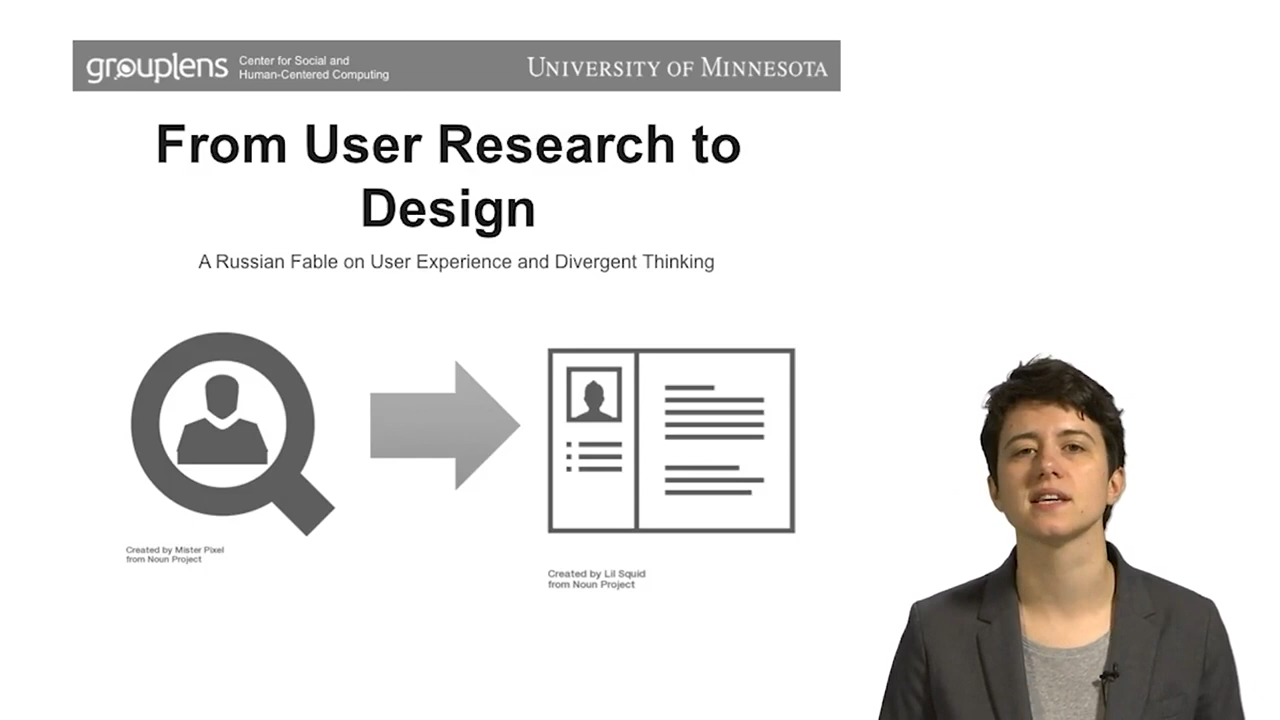 grouplens
Center for Social and
Human-Centered Computing
UNIVERSITY OF MINNESOTA
From User Research to
Design
A Russian Fable on User Experience and Divergent Thinking
Created by Mister Pixel
from Noun Project
Created by Lil Squid
from Noun Project